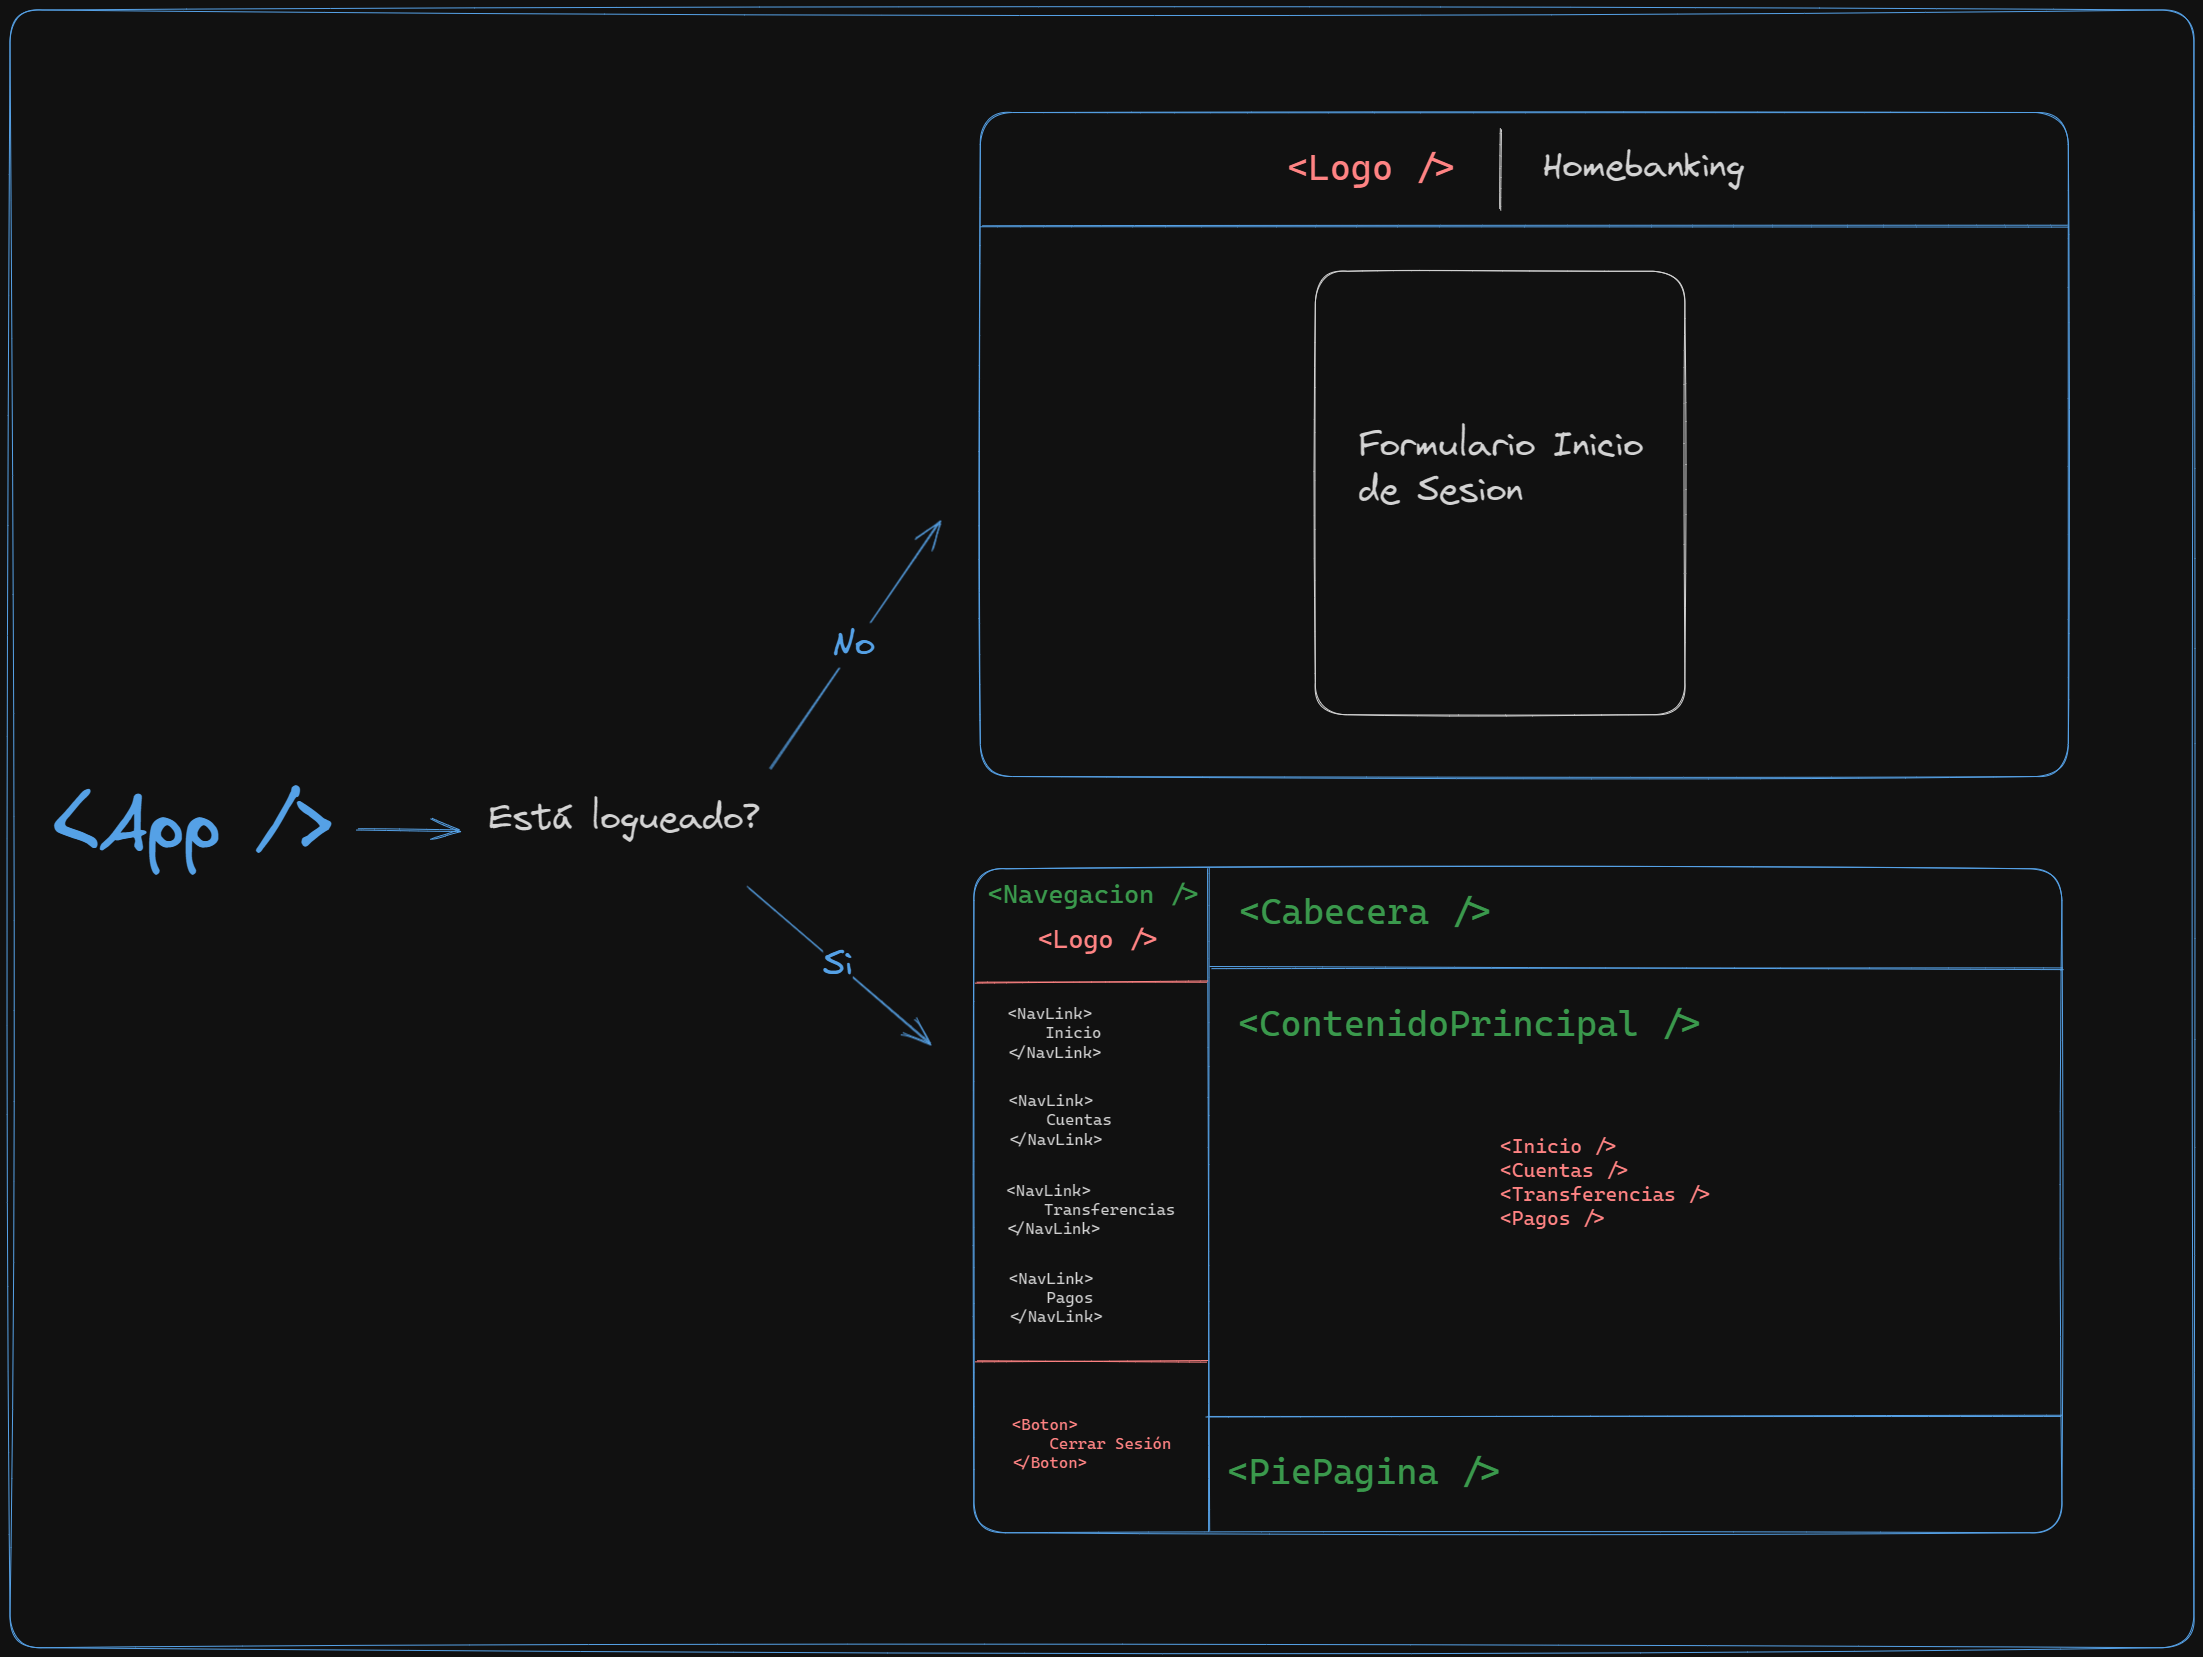 <App />
Está logueado?
No
Si
<Logo />
Homebanking
Formulario Inicio
de Sesion
<Navegacion />
<Logo />
<NavLink>
Inicio
</NavLink>
<NavLink>
Cuentas
</NavLink>
<NavLink>
Transferencias
</NavLink>
<NavLink>
Pagos
</NavLink>
<Boton>
Cerrar Sesión
</Boton>
<Cabecera />
<ContenidoPrincipal />
<Inicio />
<Cuentas />
<Transferencias />
<Pagos />
<PiePagina />